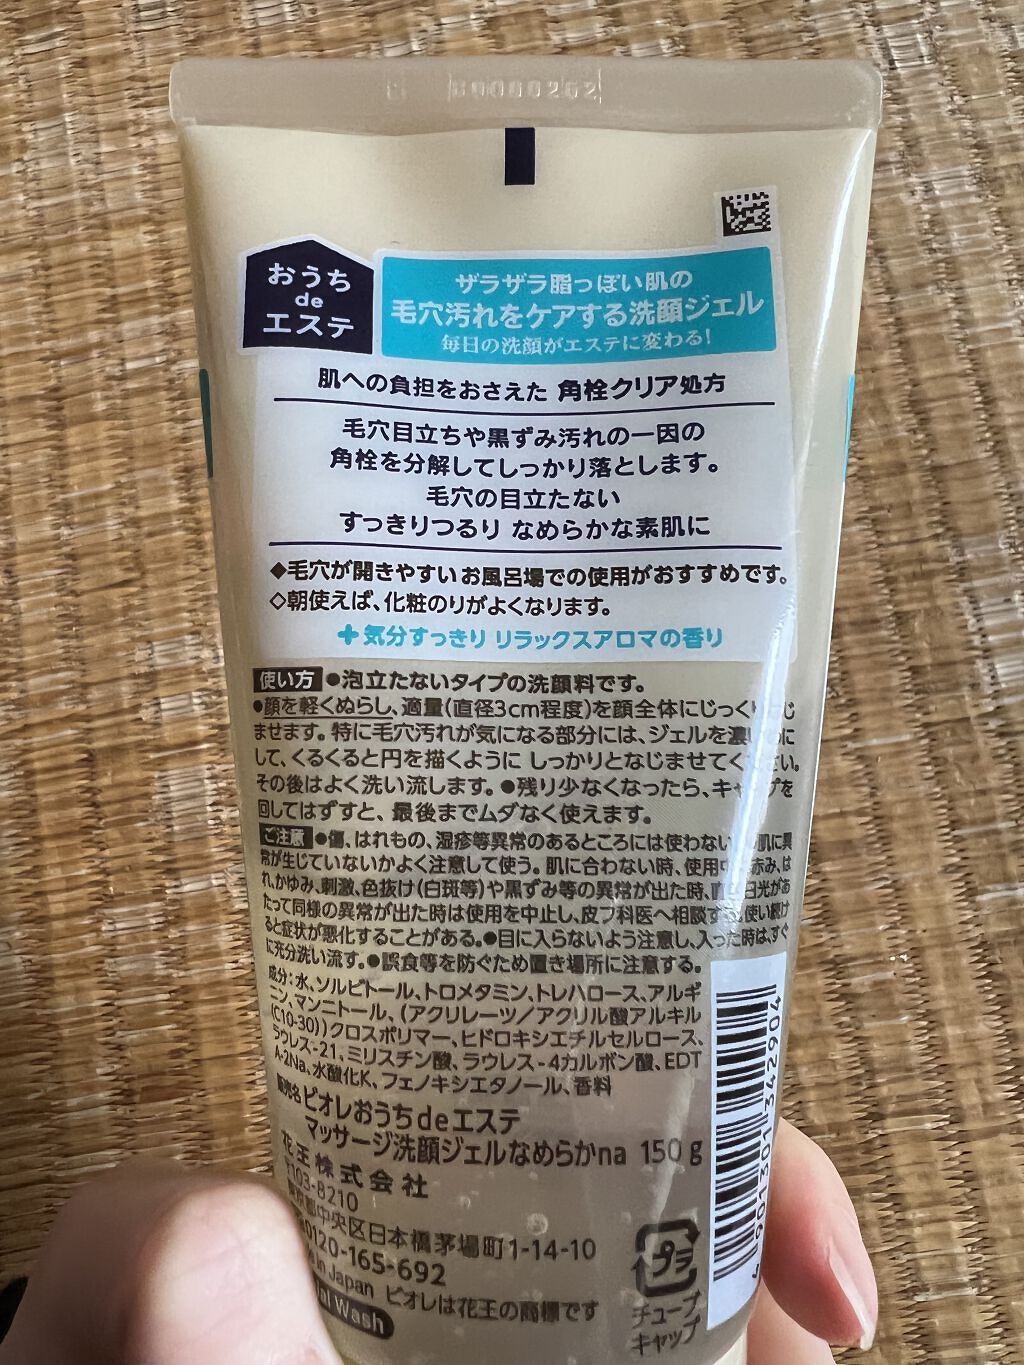 おうち
de
エステ
ザラザラ脂っぽい肌の
毛穴汚れをケアする洗顔ジェル
毎日の洗顔がエステに変わる!
肌への負担をおさえた 角栓クリア処方
毛穴目立ちや黒ずみ汚れの一因の
角栓を分解してしっかり落とします。
毛穴の目立たない
すっきりつるり なめらかな素肌に
◆毛穴が開きやすいお風呂場での使用がおすすめです。
◇朝使えば、化粧のりがよくなります。
+気分すっきり リラックスアロマの香り
使い方 ●泡立たないタイプの洗顔料です。
●顔を軽くぬらし、適量(直径3cm程度)を顔全体にじっく じ
ませます。特に毛穴汚れが気になる部分には、ジェルを濃 に
して、くるくると円を描くように しっかりとなじませてく さい。
その後はよく洗い流します。●残り少なくなったら、キャップを
回してはずすと、最後までムダなく使えます。
ご注意 ●傷、はれもの、湿疹等異常のあるところには使わない 肌に異
常が生じていないかよく注意して使う。肌に合わない時、使用中 赤み、は
れ、かゆみ、刺激、色抜け(白斑等)や黒ずみ等の異常が出た時、 日光があ
たって同様の異常が出た時は使用を中止し、皮フ科医へ相談す 使い続け
ると症状が悪化することがある。●目に入らないよう注意し、入った時は、すぐ
に充分洗い流す。●誤食等を防ぐため置き場所に注意する。
成分:水、ソルビトール、トロメタミン、トレハロース、アルギ
ニン、マンニトール、(アクリレーツ/アクリル酸アルキル
(C10-30))クロスポリマー、ヒドロキシエチルセルロース、
ラウレス-21、ミリスチン酸、ラウレス-4カルボン酸、EDT
A-2Na、水酸化K、フェノキシエタノール、香料
販売名 ビオレおうちdeエステ
マッサージ洗顔ジェルなめらかna 150g
花王株式会社
〒103-8210
東京都中央区日本橋茅場町1-14-10
0120-165-692
in Japan ビオレは花王の商標です
Wash
プラ
チューブ
キャップ
4 901301 342904